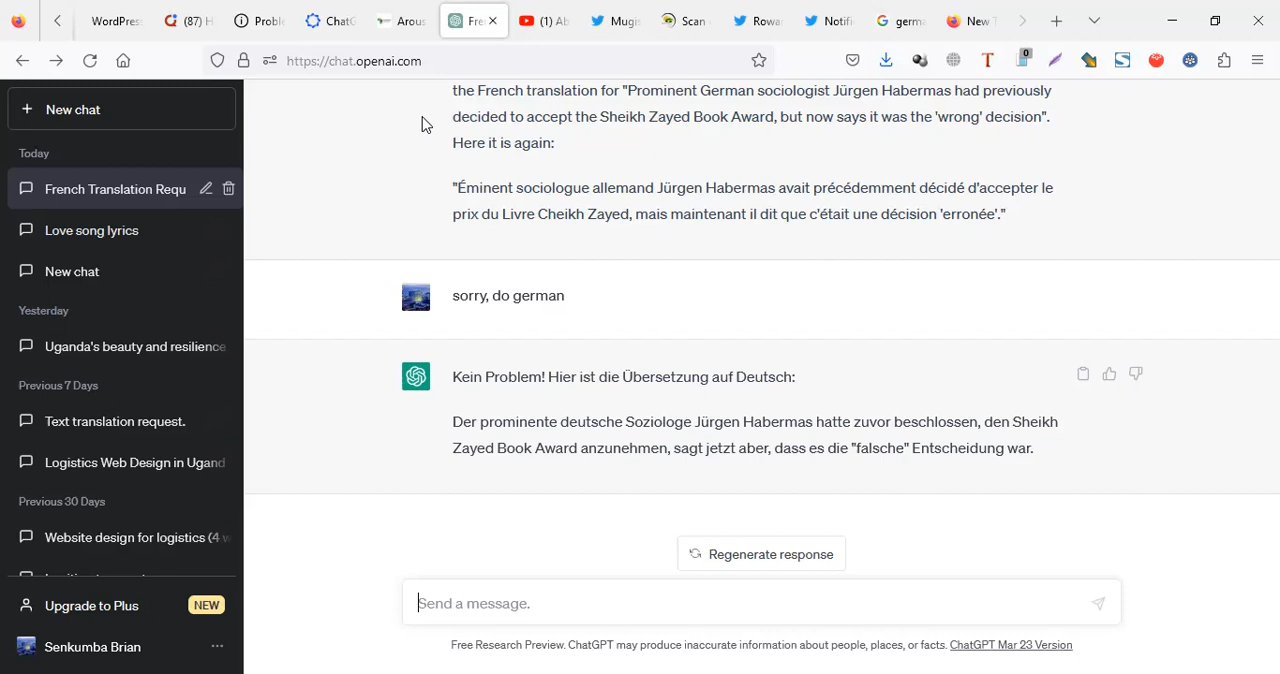 WordPress
(87) H
Proble
ChatG
Arous
Fre
(1) Ab
Mugis
Scan
Rowa
Notifi
germa
New T
https://chat.openai.com
T
0
S
New chat
Today
French Translation Requ
Love song lyrics
New chat
Yesterday
Uganda's beauty and resilience
Previous 7 Days
Text translation request.
Logistics Web Design in Ugand
Previous 30 Days
Website design for logistics (4 w
Upgrade to Plus NEW
Senkumba Brian
the French translation for "Prominent German sociologist Jürgen Habermas had previously
decided to accept the Sheikh Zayed Book Award, but now says it was the 'wrong' decision".
Here it is again:
"Éminent sociologue allemand Jürgen Habermas avait précédemment décidé d'accepter le
prix du Livre Cheikh Zayed, mais maintenant il dit que c'était une décision 'erronée'."
sorry, do german
Kein Problem! Hier ist die Übersetzung auf Deutsch:
Der prominente deutsche Soziologe Jürgen Habermas hatte zuvor beschlossen, den Sheikh
Zayed Book Award anzunehmen, sagt jetzt aber, dass es die "falsche" Entscheidung war.
Regenerate response
Send a message.
Free Research Preview. ChatGPT may produce inaccurate information about people, places, or facts. ChatGPT Mar 23 Version